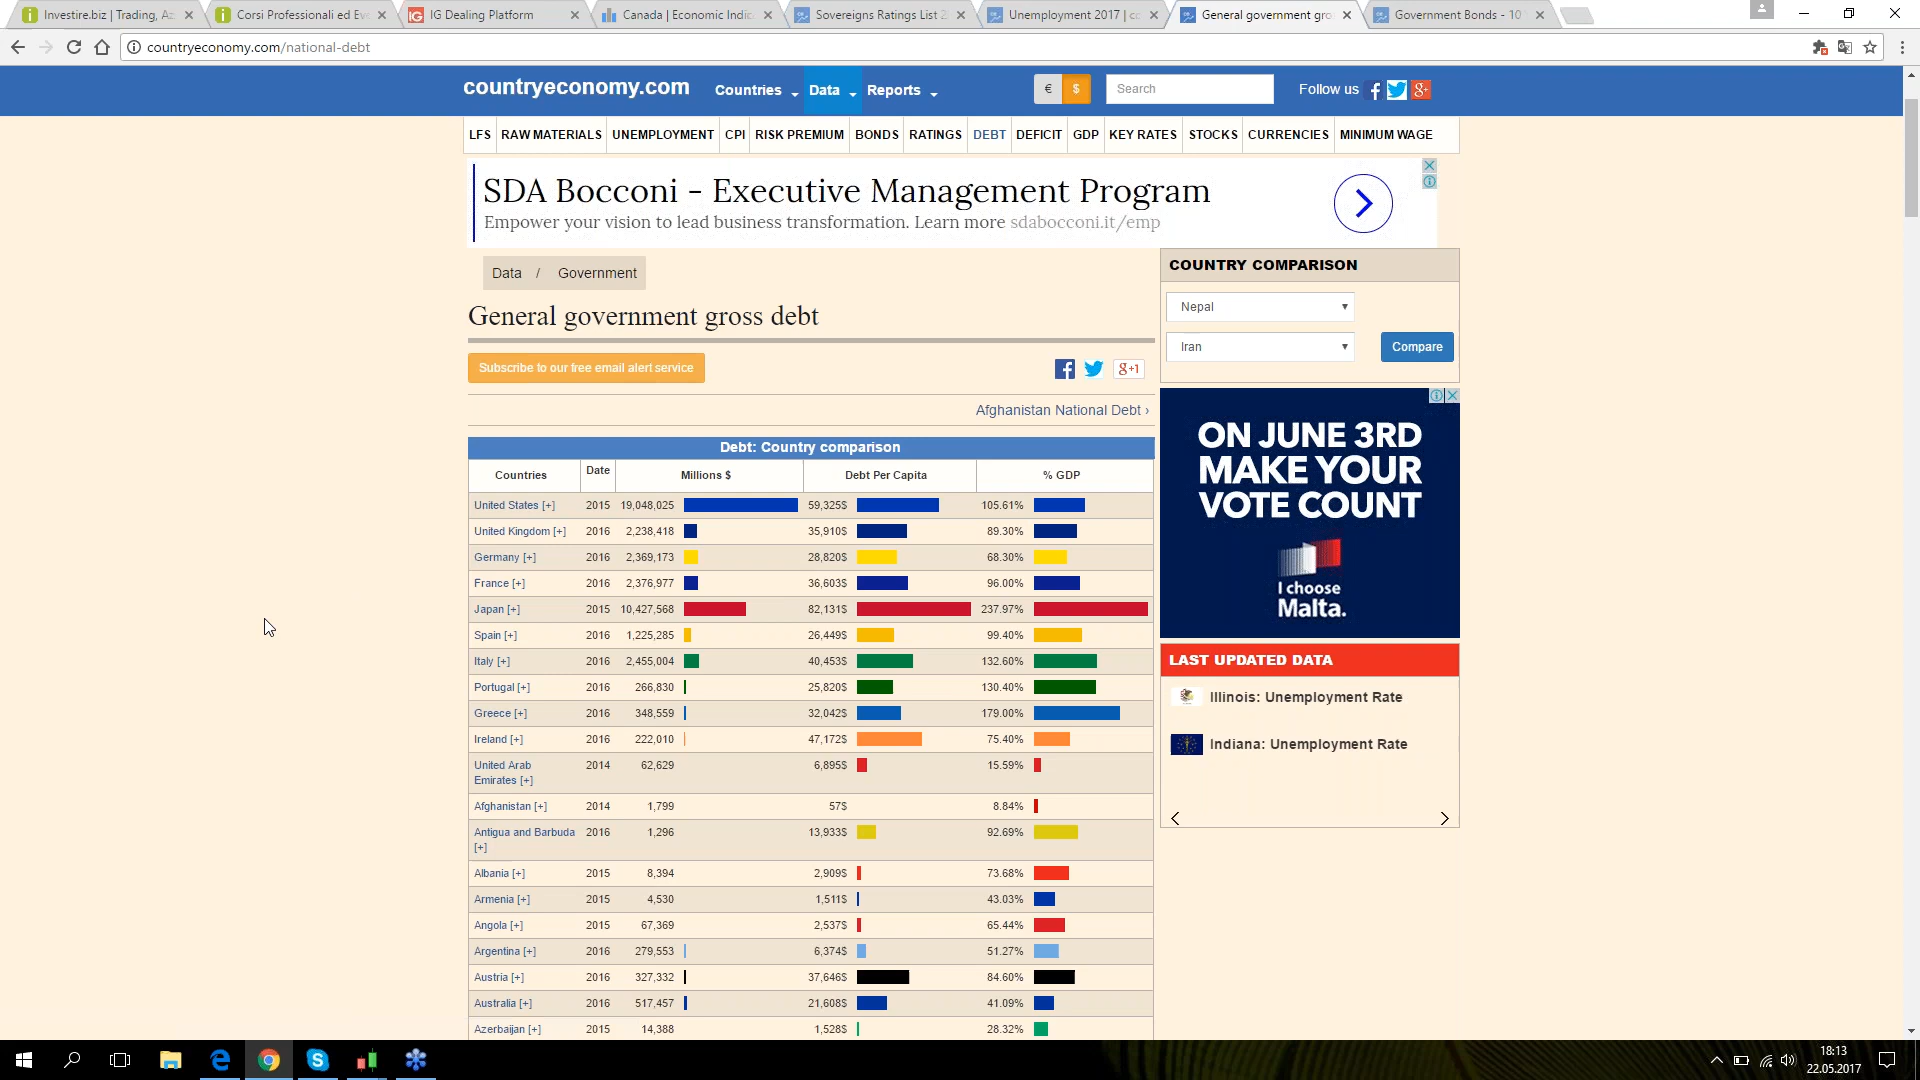 Investire.biz | Trading, Az
Corsi Professionali ed Eve
IG Dealing Platform
Canada | Economic Indic
Sovereigns Ratings List 2
Unemployment 2017 | co
General government gro
Government Bonds - 10
countryeconomy.com/national-debt
countryeconomy.com Countries Data Reports € $ Search Follow us
LFS RAW MATERIALS UNEMPLOYMENT CPI RISK PREMIUM BONDS RATINGS DEBT DEFICIT GDP KEY RATES STOCKS CURRENCIES MINIMUM WAGE
SDA Bocconi - Executive Management Program
Empower your vision to lead business transformation. Learn more sdabocconi.it/emp
Data / Government
General government gross debt
Subscribe to our free email alert service
g+1
Afghanistan National Debt ›
Debt: Country comparison
Countries Date Millions $ Debt Per Capita % GDP
United States [+] 2015 19,048,025 59,325$ 105.61%
United Kingdom [+] 2016 2,238,418 35,910$ 89.30%
Germany [+] 2016 2,369,173 28,820$ 68.30%
France [+] 2016 2,376,977 36,603$ 96.00%
Japan [+] 2015 10,427,568 82,131$ 237.97%
Spain [+] 2016 1,225,285 26,449$ 99.40%
Italy [+] 2016 2,455,004 40,453$ 132.60%
Portugal [+] 2016 266,830 25,820$ 130.40%
Greece [+] 2016 348,559 32,042$ 179.00%
Ireland [+] 2016 222,010 47,172$ 75.40%
United Arab
Emirates [+] 2014 62,629 6,895$ 15.59%
Afghanistan [+] 2014 1,799 57$ 8.84%
Antigua and Barbuda
[+] 2016 1,296 13,933$ 92.69%
Albania [+] 2015 8,394 2,909$ 73.68%
Armenia [+] 2015 4,530 1,511$ 43.03%
Angola [+] 2015 67,369 2,537$ 65.44%
Argentina [+] 2016 279,553 6,374$ 51.27%
Austria [+] 2016 327,332 37,646$ 84.60%
Australia [+] 2016 517,457 21,608$ 41.09%
Azerbaijan [+] 2015 14,388 1,528$ 28.32%
COUNTRY COMPARISON
Nepal
Iran
Compare
ON JUNE 3RD
MAKE YOUR
VOTE COUNT
I choose
Malta.
LAST UPDATED DATA
Illinois: Unemployment Rate
Indiana: Unemployment Rate
18:13
22.05.2017